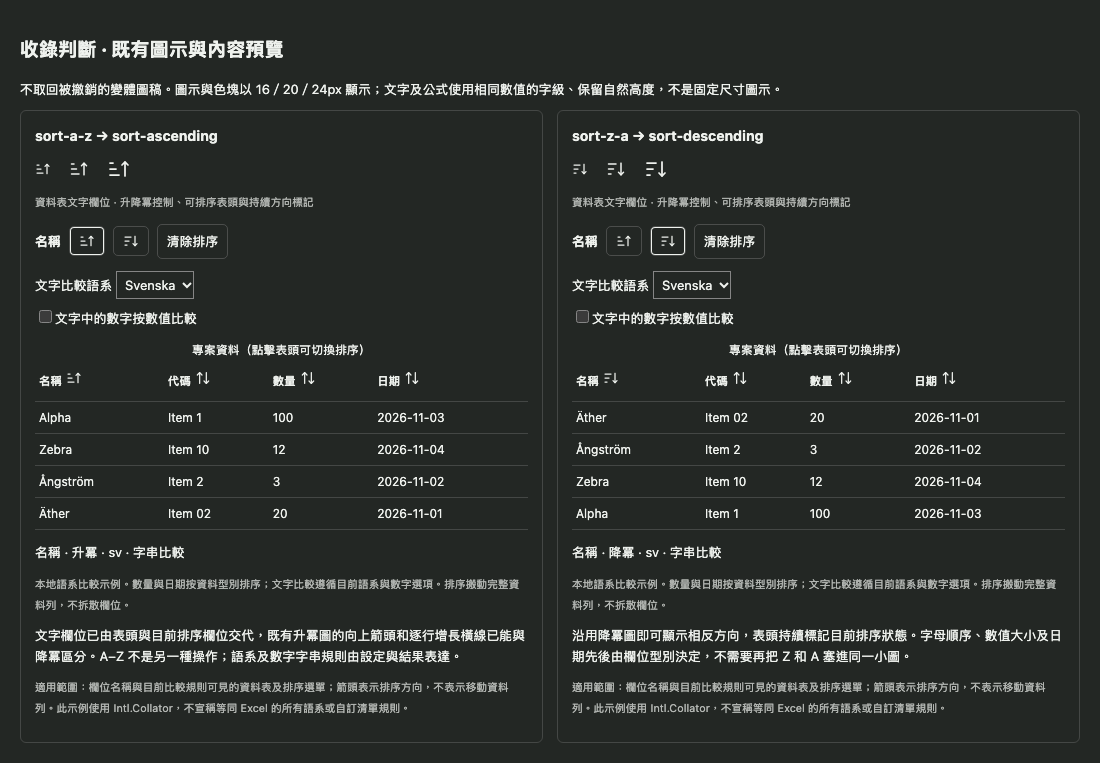 收錄判斷 · 既有圖示與內容預覽
不取回被撤銷的變體圖稿。圖示與色塊以 16 / 20 / 24px 顯示；文字及公式使用相同數值的字級、保留自然高度，不是固定尺寸圖示。
sort-a-z → sort-ascending
資料表文字欄位 · 升降冪控制、可排序表頭與持續方向標記
名稱 清除排序
文字比較語系 Svenska
文字中的數字按數值比較
專案資料（點擊表頭可切換排序）
名稱 代碼 數量 日期
Alpha Item 1 100 2026-11-03
Zebra Item 10 12 2026-11-04
Ångström Item 2 3 2026-11-02
Äther Item 02 20 2026-11-01
名稱 · 升冪 · sv · 字串比較
本地語系比較示例。數量與日期按資料型別排序；文字比較遵循目前語系與數字選項。排序搬動完整資
料列，不拆散欄位。
文字欄位已由表頭與目前排序欄位交代，既有升冪圖的向上箭頭和逐行增長橫線已能與
降冪區分。A–Z 不是另一種操作；語系及數字字串規則由設定與結果表達。
適用範圍：欄位名稱與目前比較規則可見的資料表及排序選單；箭頭表示排序方向，不表示移動資料
列。此示例使用 Intl.Collator，不宣稱等同 Excel 的所有語系或自訂清單規則。
sort-z-a → sort-descending
資料表文字欄位 · 升降冪控制、可排序表頭與持續方向標記
名稱 清除排序
文字比較語系 Svenska
文字中的數字按數值比較
專案資料（點擊表頭可切換排序）
名稱 代碼 數量 日期
Äther Item 02 20 2026-11-01
Ångström Item 2 3 2026-11-02
Zebra Item 10 12 2026-11-04
Alpha Item 1 100 2026-11-03
名稱 · 降冪 · sv · 字串比較
本地語系比較示例。數量與日期按資料型別排序；文字比較遵循目前語系與數字選項。排序搬動完整資
料列，不拆散欄位。
沿用降冪圖即可顯示相反方向，表頭持續標記目前排序狀態。字母順序、數值大小及日
期先後由欄位型別決定，不需要再把 Z 和 A 塞進同一小圖。
適用範圍：欄位名稱與目前比較規則可見的資料表及排序選單；箭頭表示排序方向，不表示移動資料
列。此示例使用 Intl.Collator，不宣稱等同 Excel 的所有語系或自訂清單規則。